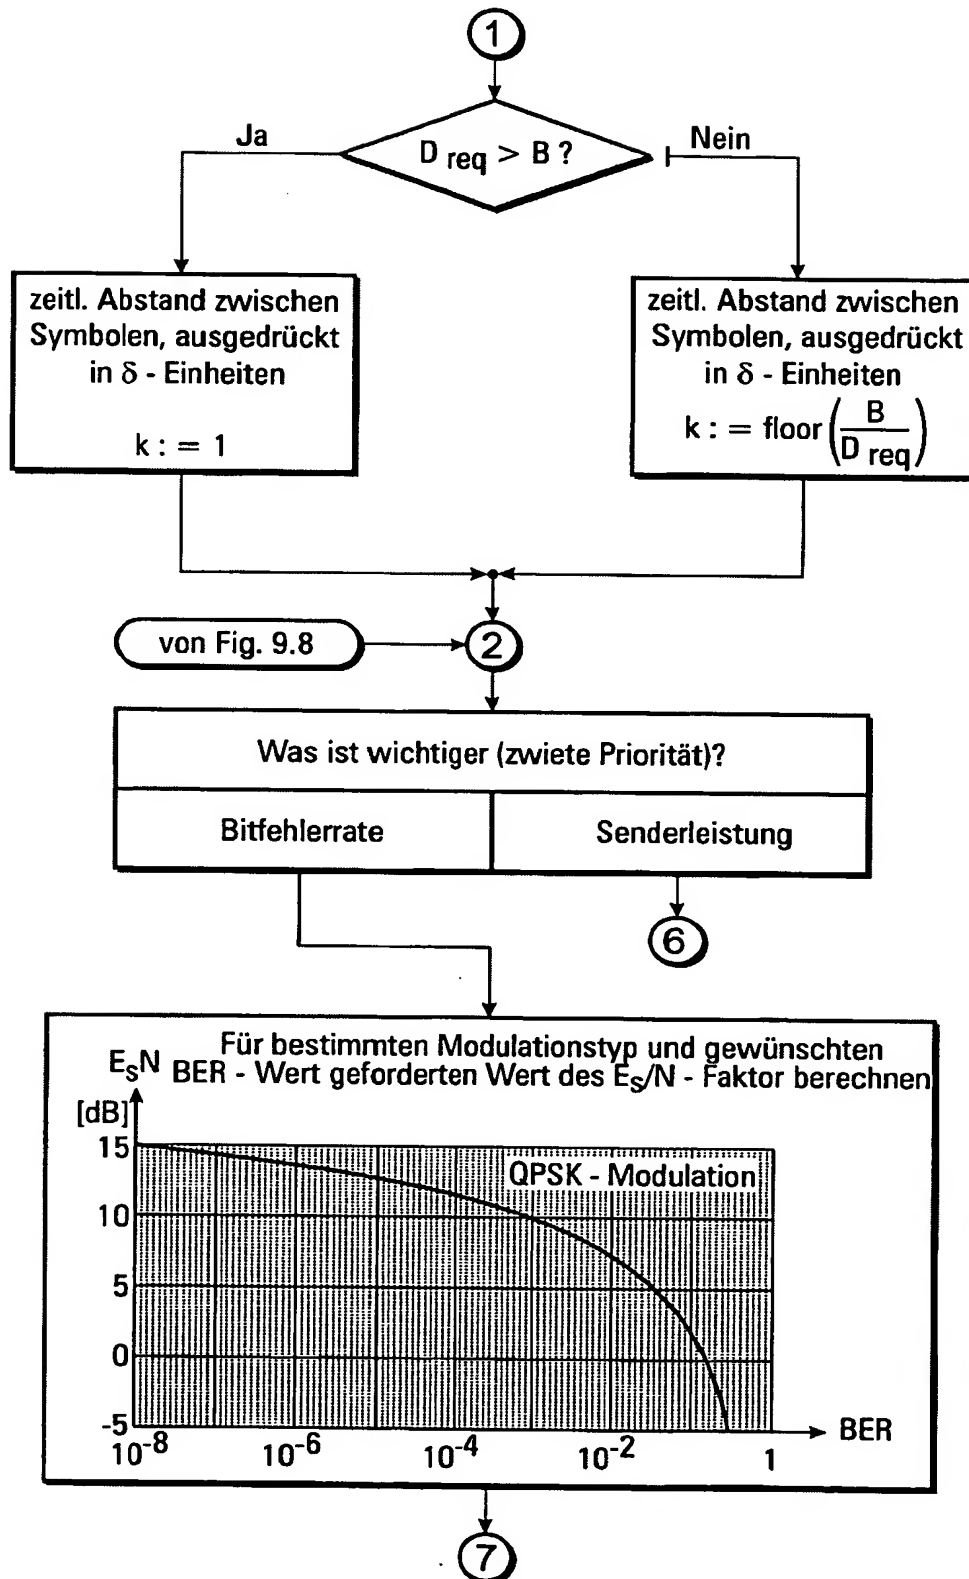 1
D req > B ?
Ja
Nein
zeitl. Abstand zwischen
Symbolen, ausgedrückt
in δ - Einheiten
k : = 1
zeitl. Abstand zwischen
Symbolen, ausgedrückt
in δ - Einheiten
k : = floor (B / D req)
von Fig. 9.8
2
Was ist wichtiger (zwiete Priorität)?
Bitfehlerrate
Senderleistung
6
Für bestimmten Modulationstyp und gewünschten
BER - Wert geforderten Wert des Es/N - Faktor berechnen
EsN
[dB]
QPSK - Modulation
15
10
5
0
-5
10-8
10-6
10-4
10-2
1
BER
7